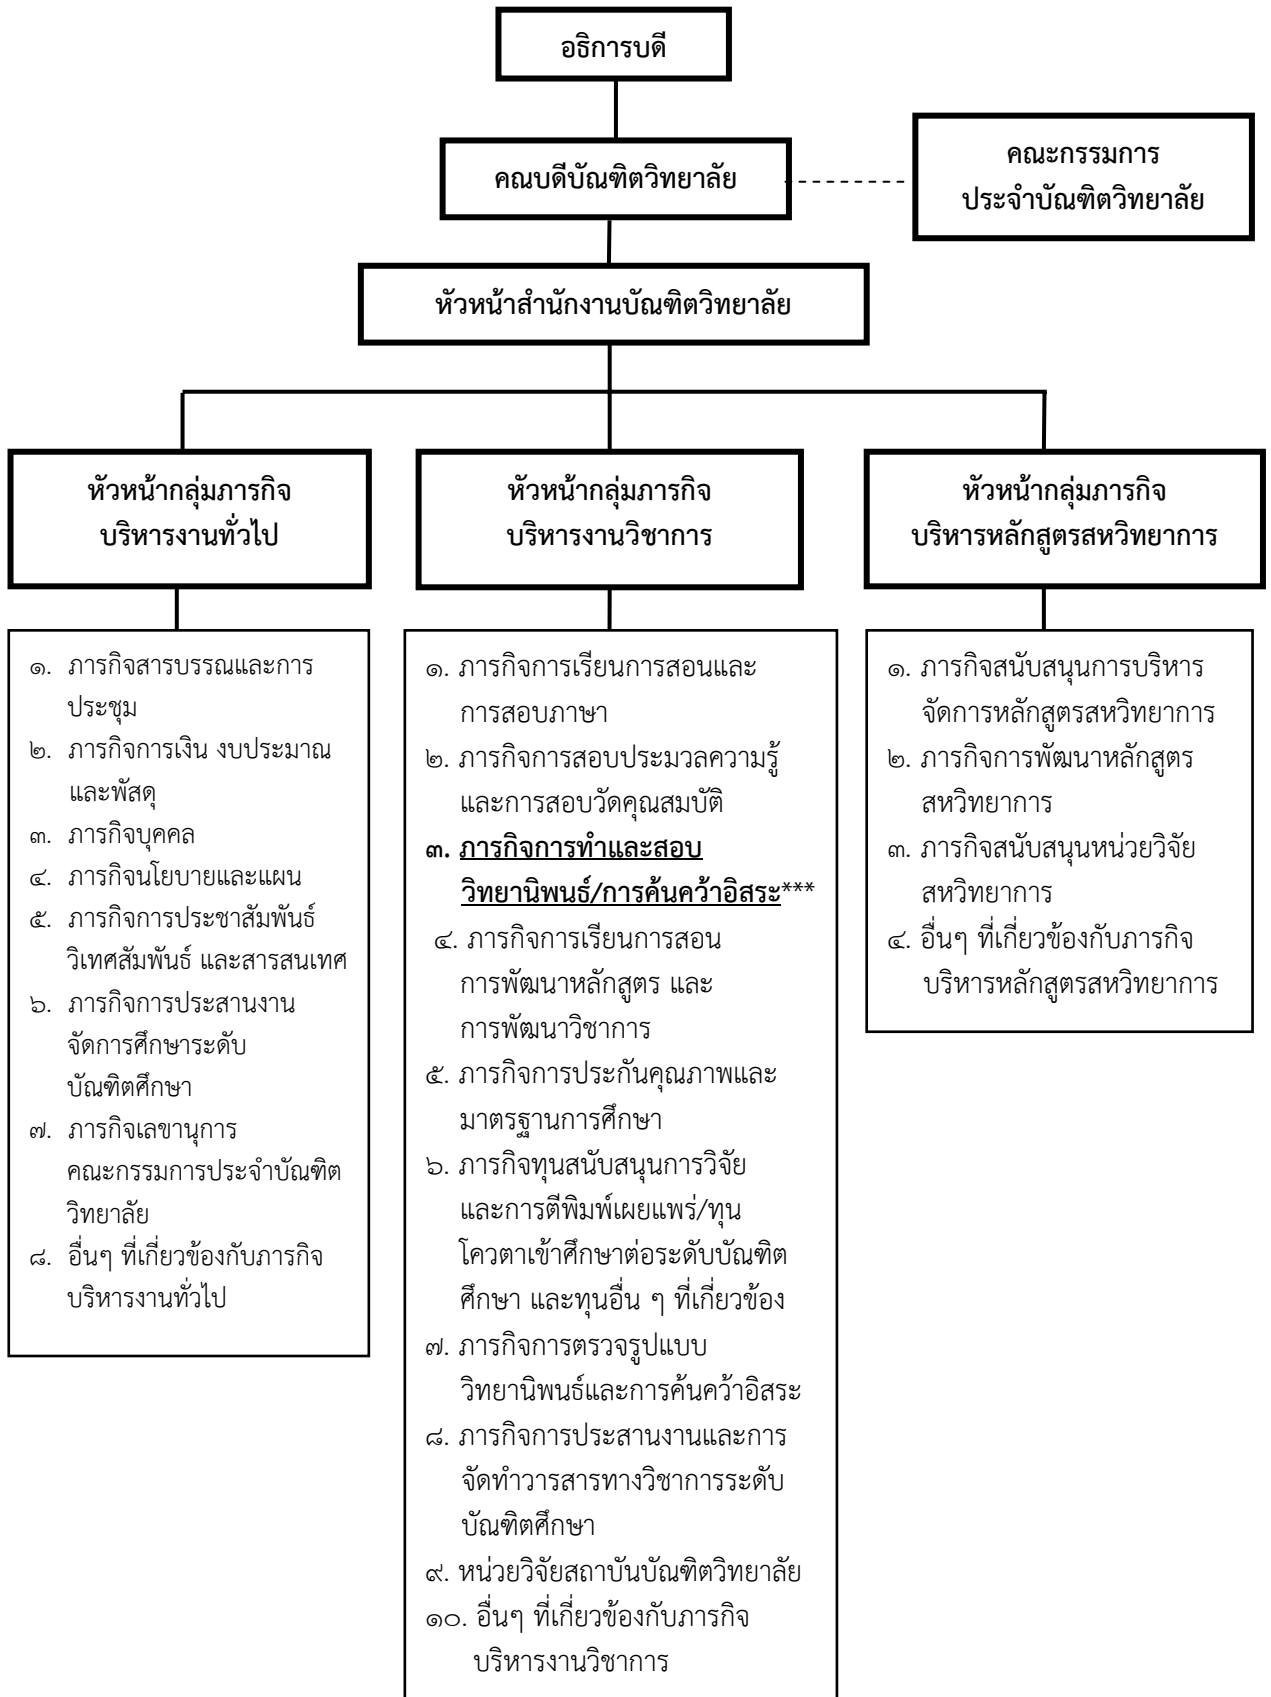 อธิการบดี
คณบดีบัณฑิตวิทยาลัย
คณะกรรมการ
ประจำบัณฑิตวิทยาลัย
หัวหน้าสำนักงานบัณฑิตวิทยาลัย
หัวหน้ากลุ่มภารกิจ
บริหารงานทั่วไป
หัวหน้ากลุ่มภารกิจ
บริหารงานวิชาการ
หัวหน้ากลุ่มภารกิจ
บริหารหลักสูตรสหวิทยาการ
๑. ภารกิจสารบรรณและการ
ประชุม
๒. ภารกิจการเงิน งบประมาณ
และพัสดุ
๓. ภารกิจบุคคล
๔. ภารกิจนโยบายและแผน
๕. ภารกิจการประชาสัมพันธ์
วิเทศสัมพันธ์ และสารสนเทศ
๖. ภารกิจการประสานงาน
จัดการศึกษาระดับ
บัณฑิตศึกษา
๗. ภารกิจเลขานุการ
คณะกรรมการประจำบัณฑิต
วิทยาลัย
๘. อื่นๆ ที่เกี่ยวข้องกับภารกิจ
บริหารงานทั่วไป
๑. ภารกิจการเรียนการสอนและ
การสอบภาษา
๒. ภารกิจการสอบประมวลความรู้
และการสอบวัดคุณสมบัติ
๓. ภารกิจการทำและสอบ
วิทยานิพนธ์/การค้นคว้าอิสระ***
๔. ภารกิจการเรียนการสอน
การพัฒนาหลักสูตร และ
การพัฒนาวิชาการ
๕. ภารกิจการประกันคุณภาพและ
มาตรฐานการศึกษา
๖. ภารกิจทุนสนับสนุนการวิจัย
และการตีพิมพ์เผยแพร่/ทุน
โควตาเข้าศึกษาต่อระดับบัณฑิต
ศึกษา และทุนอื่น ๆ ที่เกี่ยวข้อง
๗. ภารกิจการตรวจรูปแบบ
วิทยานิพนธ์และการค้นคว้าอิสระ
๘. ภารกิจการประสานงานและการ
จัดทำวารสารทางวิชาการระดับ
บัณฑิตศึกษา
๙. หน่วยวิจัยสถาบันบัณฑิตวิทยาลัย
๑๐. อื่นๆ ที่เกี่ยวข้องกับภารกิจ
บริหารงานวิชาการ
๑. ภารกิจสนับสนุนการบริหาร
จัดการหลักสูตรสหวิทยาการ
๒. ภารกิจการพัฒนาหลักสูตร
สหวิทยาการ
๓. ภารกิจสนับสนุนหน่วยวิจัย
สหวิทยาการ
๔. อื่นๆ ที่เกี่ยวข้องกับภารกิจ
บริหารหลักสูตรสหวิทยาการ